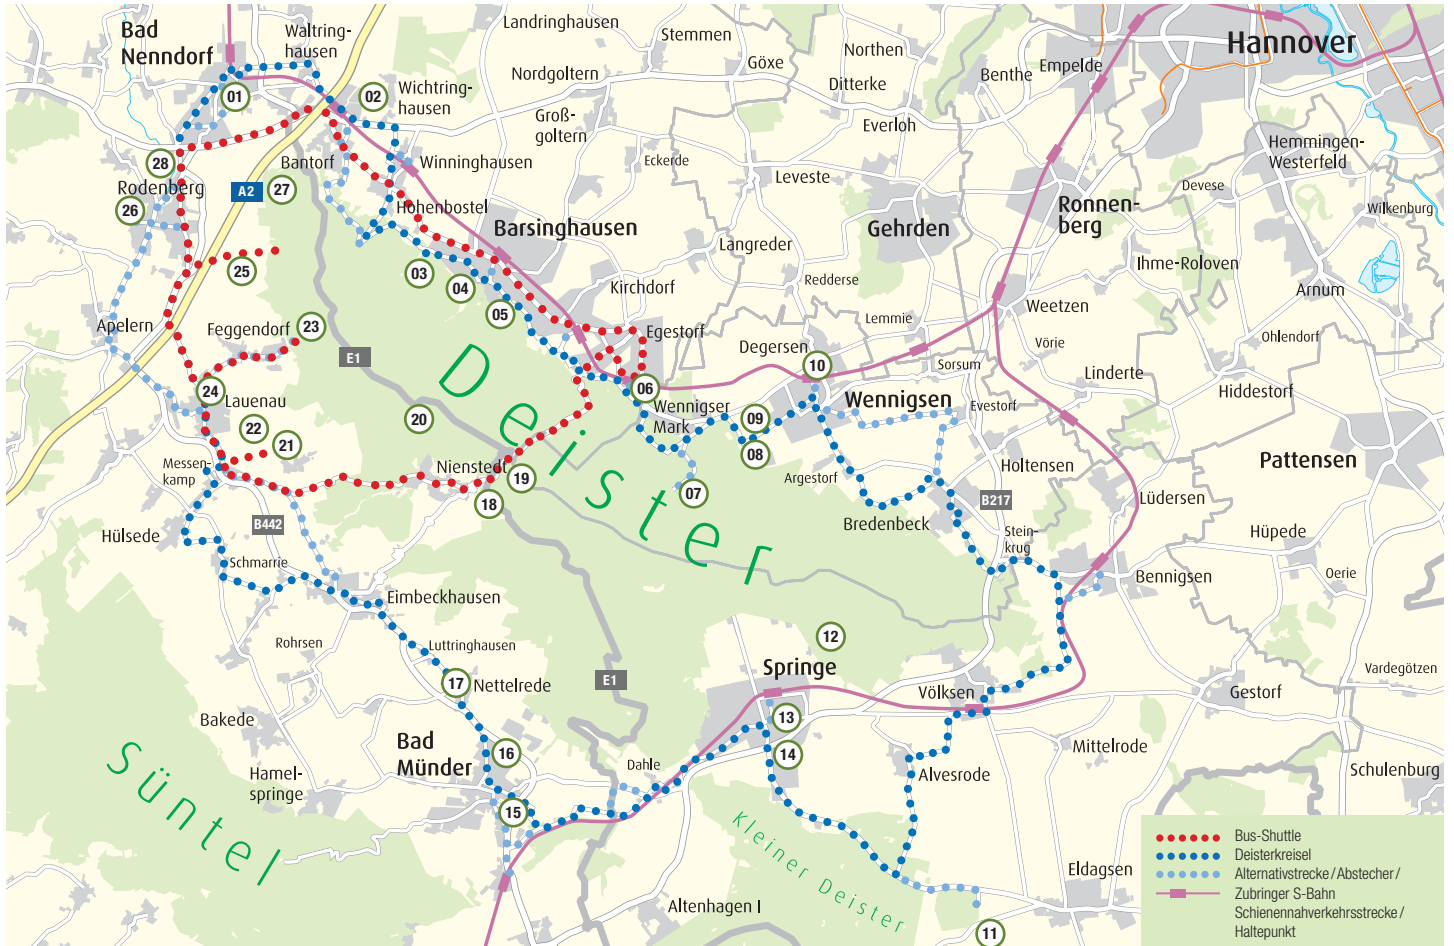 Bad
Nenndorf
Waltring-
hausen
Landringhausen
Stemmen
Northen
Hannover
Göxe
Empelde
Benthe
Nordgoltern
Ditterke
01
02
Wichtring-
hausen
Groß-
goltern
Everloh
Hemmingen-
Westerfeld
28
Bantorf
Winninghausen
Eckerde
Leveste
Devese
Rodenberg
A2
27
26
Hohenbostel
Barsinghausen
Gehrden
Ronnen-
berg
Wilkenburg
Langreder
25
03
04
Ihme-Roloven
Redderse
Kirchdorf
Arnum
05
Weetzen
Apelern
Feggendorf
23
Egestorf
Lemmie
Degersen
Vörie
Ohlendorf
E1
Deister
10
Sorsum
Linderte
Hiddestorf
24
Lauenau
06
Wennigsen
Evestorf
20
Wennigser
Mark
09
22
21
08
Messen-
kamp
Nienstedt
19
Argestorf
Holtensen
Pattensen
07
18
B217
Lüdersen
B442
Bredenbeck
Hülsede
Stein-
krug
Hüpede
Schmarrie
Bennigsen
Oerie
Eimbeckhausen
12
Rohrsen
Luttringhausen
Springe
Vardegötzen
E1
17
Nettelrede
Völksen
Gestorf
Bakede
13
Bad
Münder
16
14
Mittelrode
Süntel
Hamel-
springe
Dahle
Alvesrode
Schulenburg
15
Kleiner Deister
Eldagsen
Altenhagen I
11
Bus-Shuttle
Deisterkreisel
Alternativstrecke/Abstecher/
Zubringer S-Bahn
Schienennahverkehrsstrecke/
Haltepunkt